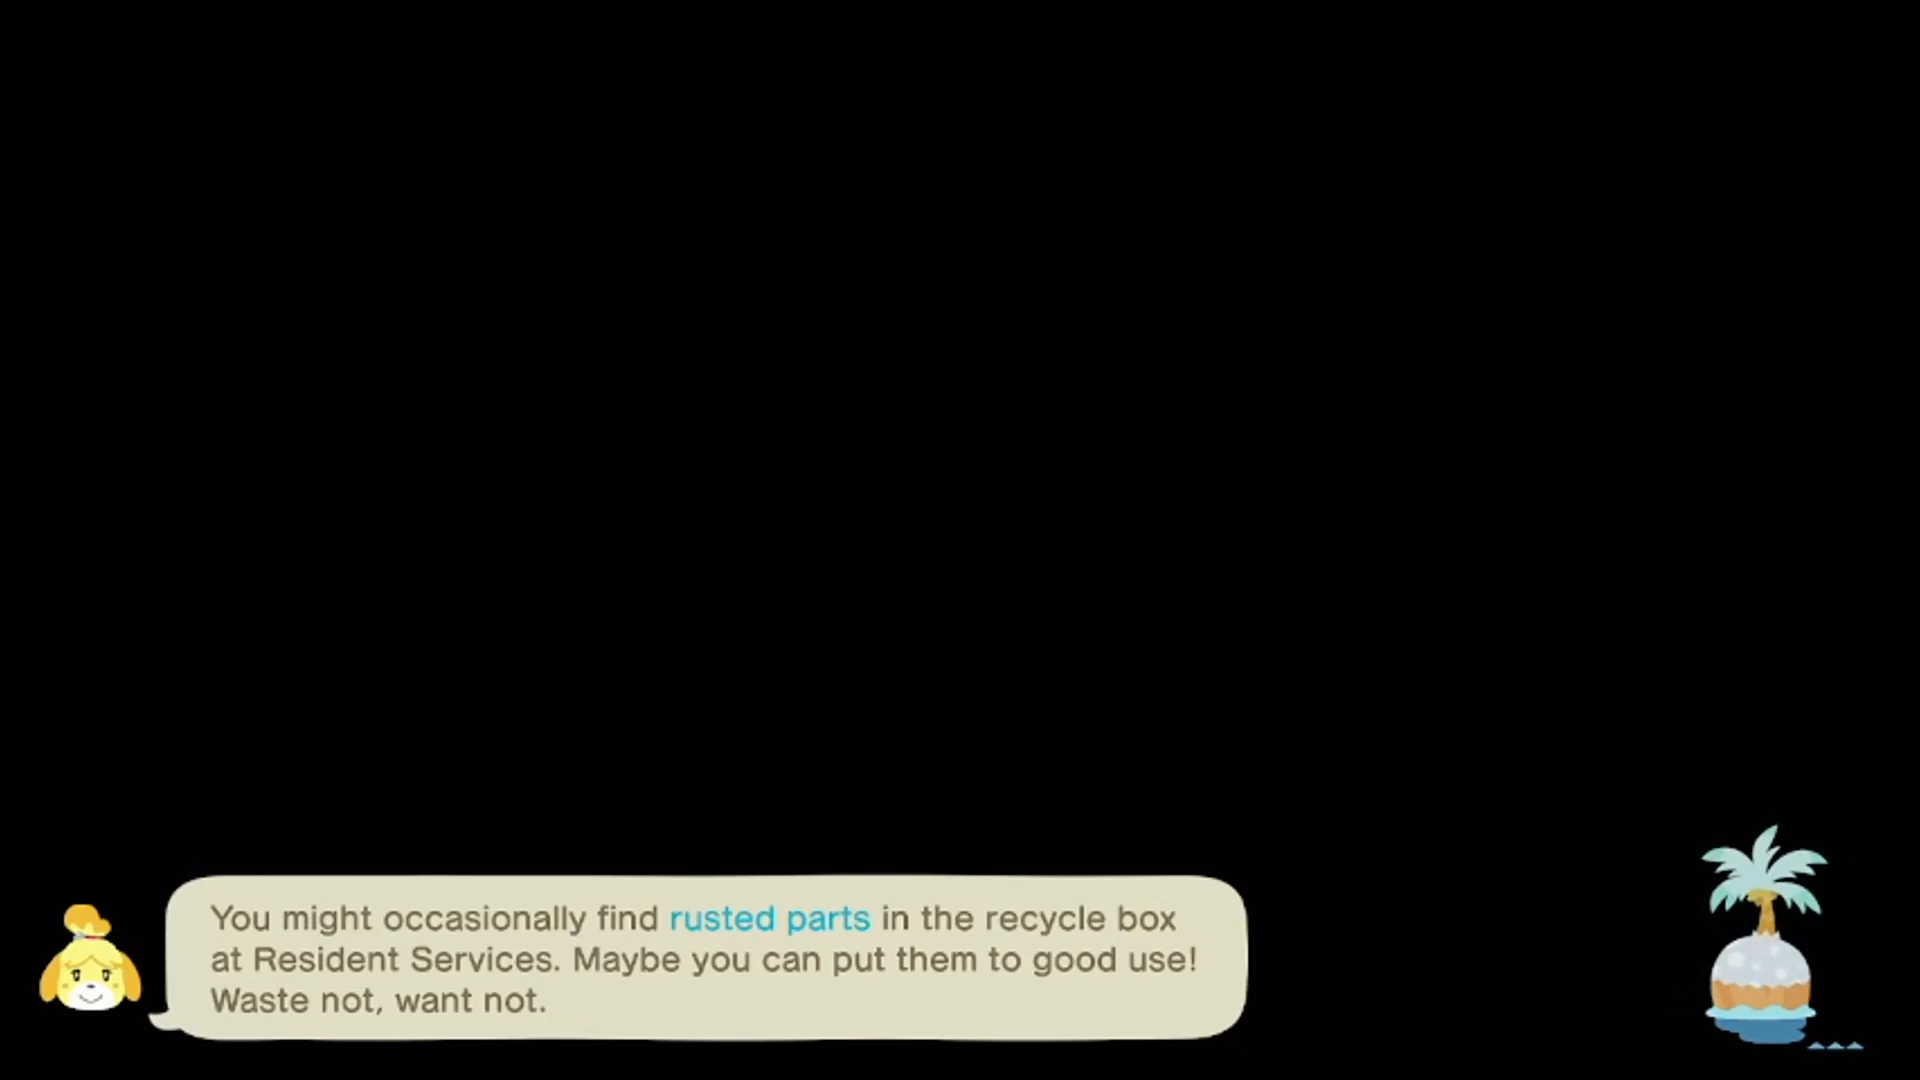 You might occasionally find rusted parts in the recycle box
at Resident Services. Maybe you can put them to good use!
Waste not, want not.